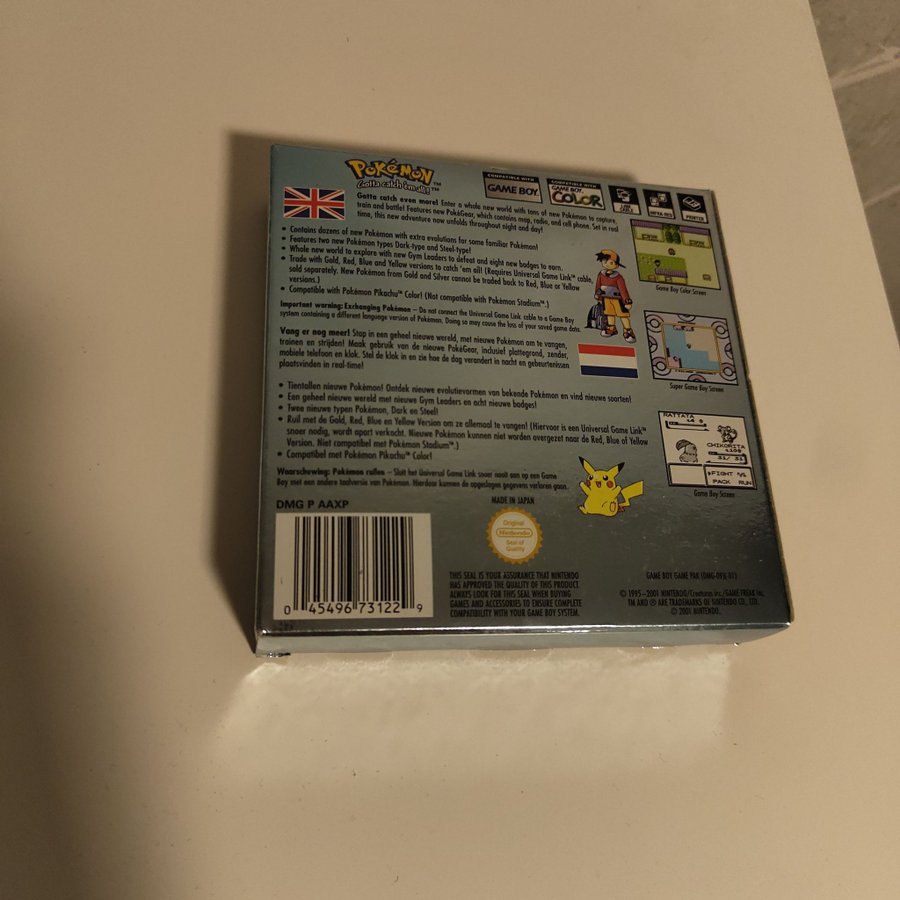 POKéMON™
Gotta catch 'em all!™
COMPATIBLE WITH
GAME BOY
COMPATIBLE WITH
GAME BOY
COLOR
INFRA-RED
PRINTER
Gotta catch even more! Enter a whole new world with tons of new Pokémon to capture,
train and battle! Features new PokéGear, which contains map, radio, and cell phone. Set in real
time, this new adventure now unfolds throughout night and day!
• Contains dozens of new Pokémon with extra evolutions for some familiar Pokémon!
• Features two new Pokémon types Dark-type and Steel-type!
• Whole new world to explore with new Gym Leaders to defeat and eight new badges to earn.
• Trade with Gold, Red, Blue and Yellow versions to catch 'em all! (Requires Universal Game Link™ cable,
sold separately. New Pokémon from Gold and Silver cannot be traded back to Red, Blue or Yellow
versions.)
• Compatible with Pokémon Pikachu™ Color! (Not compatible with Pokémon Stadium™.)
Important warning: Exchanging Pokémon – Do not connect the Universal Game Link cable to a Game Boy
system containing a different language version of Pokémon. Doing so may cause the loss of your saved game data.
Game Boy Color Screen
Vang er nog meer! Stap in een geheel nieuwe wereld, met nieuwe Pokémon om te vangen,
trainen en strijden! Maak gebruik van de nieuwe PokéGear, inclusief plattegrond, zender,
mobiele telefoon en klok. Stel de klok in en zie hoe de dag verandert in nacht en gebeurtenissen
plaatsvinden in real-time!
Super Game Boy Screen
• Tientallen nieuwe Pokémon! Ontdek nieuwe evolutievormen van bekende Pokémon en vind nieuwe soorten!
• Een geheel nieuwe wereld met nieuwe Gym Leaders en acht nieuwe badges!
• Twee nieuwe typen Pokémon, Dark en Steel!
• Ruil met de Gold, Red, Blue en Yellow Version om ze allemaal te vangen! (Hiervoor is een Universal Game Link™
snoer nodig, wordt apart verkocht. Nieuwe Pokémon kunnen niet worden overgezet naar de Red, Blue of Yellow
Version. Niet compatibel met Pokémon Stadium™.)
• Compatibel met Pokémon Pikachu™ Color!
Waarschuwing: Pokémon ruilen – Sluit het Universal Game Link snoer nooit aan op een Game
Boy met een andere taalversie van Pokémon. Hierdoor kunnen de opgeslagen gegevens verloren gaan.
RATTATA
CHIKORITA
31/ 31
FIGHT
PACK RUN
Game Boy Screen
DMG P AAXP
MADE IN JAPAN
Original
Nintendo
Seal of
Quality
0 45496 73122 9
THIS SEAL IS YOUR ASSURANCE THAT NINTENDO
HAS APPROVED THE QUALITY OF THIS PRODUCT.
ALWAYS LOOK FOR THIS SEAL WHEN BUYING
GAMES AND ACCESSORIES TO ENSURE COMPLETE
COMPATIBILITY WITH YOUR GAME BOY SYSTEM.
GAME BOY GAME PAK
© 1995–2001 NINTENDO/Creatures inc./GAME FREAK inc.
TM AND ® ARE TRADEMARKS OF NINTENDO CO., LTD.
© 2001 NINTENDO.